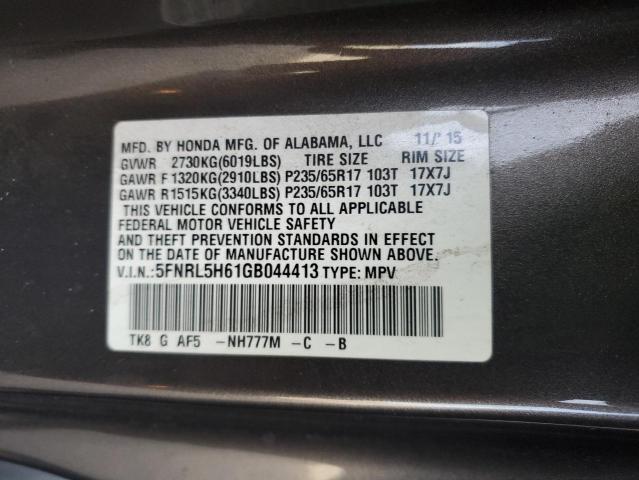 MFD. BY HONDA MFG. OF ALABAMA, LLC 11/'15
GVWR 2730KG(6019LBS) TIRE SIZE RIM SIZE
GAWR F1320KG(2910LBS) P235/65R17 103T 17X7J
GAWR R1515KG(3340LBS) P235/65R17 103T 17X7J
THIS VEHICLE CONFORMS TO ALL APPLICABLE
FEDERAL MOTOR VEHICLE SAFETY
AND THEFT PREVENTION STANDARDS IN EFFECT
ON THE DATE OF MANUFACTURE SHOWN ABOVE.
V.I.N.:5FNRL5H61GB044413 TYPE: MPV
TK8 G AF5 -NH777M -C -B